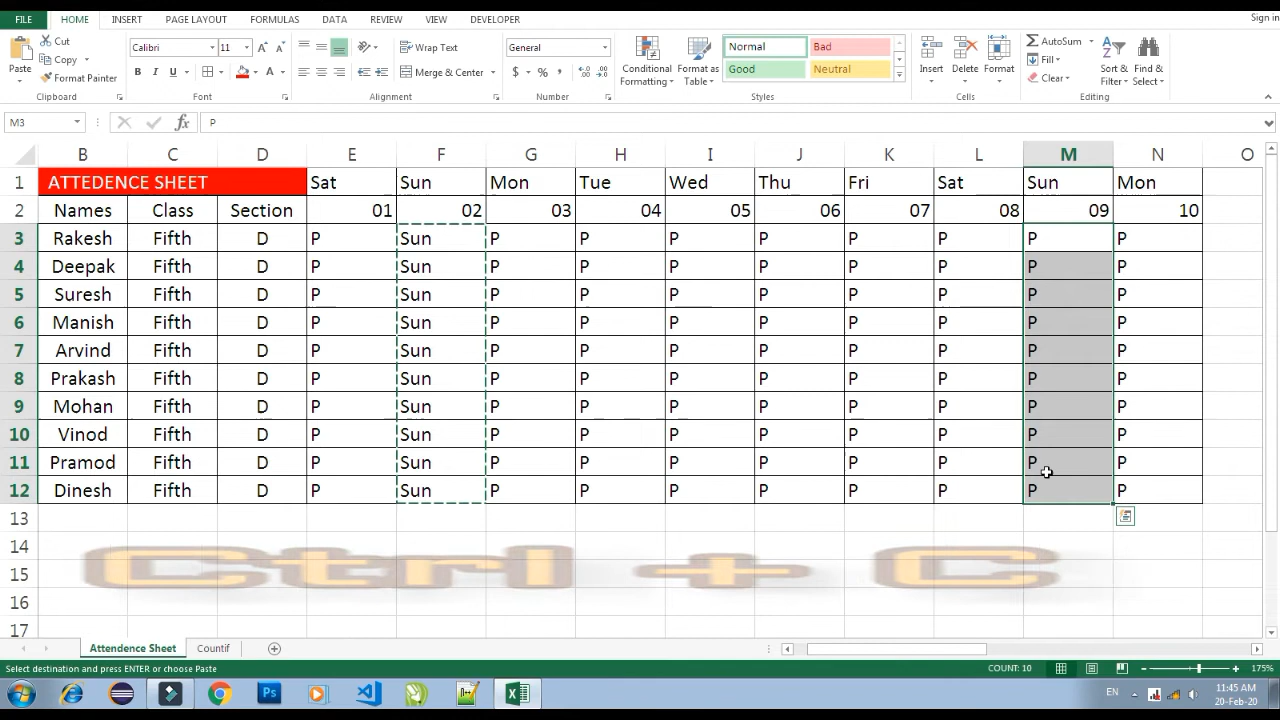 Sign in
FILE HOME INSERT PAGE LAYOUT FORMULAS DATA REVIEW VIEW DEVELOPER
Paste
Cut
Copy
Format Painter
Clipboard
Calibri 11
B I U
Font
Wrap Text
Merge & Center
Alignment
General
$ % ,
Number
Conditional Formatting
Format as Table
Normal Bad
Good Neutral
Styles
Insert Delete Format
Cells
AutoSum
Fill
Clear
Sort & Filter
Find & Select
Editing
M3 fx P
B C D E F G H I J K L M N O
1 ATTEDENCE SHEET Sat Sun Mon Tue Wed Thu Fri Sat Sun Mon
2 Names Class Section 01 02 03 04 05 06 07 08 09 10
3 Rakesh Fifth D P Sun P P P P P P P P
4 Deepak Fifth D P Sun P P P P P P P P
5 Suresh Fifth D P Sun P P P P P P P P
6 Manish Fifth D P Sun P P P P P P P P
7 Arvind Fifth D P Sun P P P P P P P P
8 Prakash Fifth D P Sun P P P P P P P P
9 Mohan Fifth D P Sun P P P P P P P P
10 Vinod Fifth D P Sun P P P P P P P P
11 Pramod Fifth D P Sun P P P P P P P P
12 Dinesh Fifth D P Sun P P P P P P P P
13
14
15
16
17
Ctrl + C
Attendence Sheet Countif
Select destination and press ENTER or choose Paste COUNT: 10 175%
EN 11:45 AM
20-Feb-20